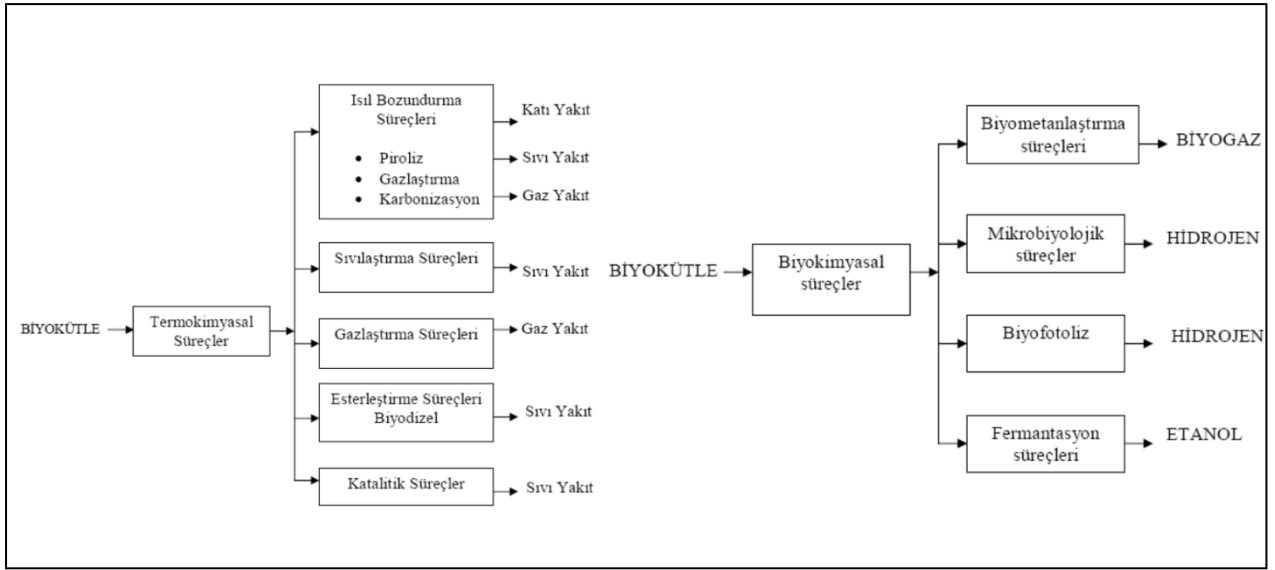 BİYOKÜTLE
Termokimyasal
Süreçler
Isıl Bozundurma
Süreçleri
• Piroliz
• Gazlaştırma
• Karbonizasyon
Katı Yakıt
Sıvı Yakıt
Gaz Yakıt
Sıvılaştırma Süreçleri
Sıvı Yakıt
Gazlaştırma Süreçleri
Gaz Yakıt
Esterleştirme Süreçleri
Biyodizel
Sıvı Yakıt
Katalitik Süreçler
Sıvı Yakıt
BİYOKÜTLE
Biyokimyasal
süreçler
Biyometanlaştırma
süreçleri
BİYOGAZ
Mikrobiyolojik
süreçler
HİDROJEN
Biyofotoliz
HİDROJEN
Fermantasyon
süreçleri
ETANOL